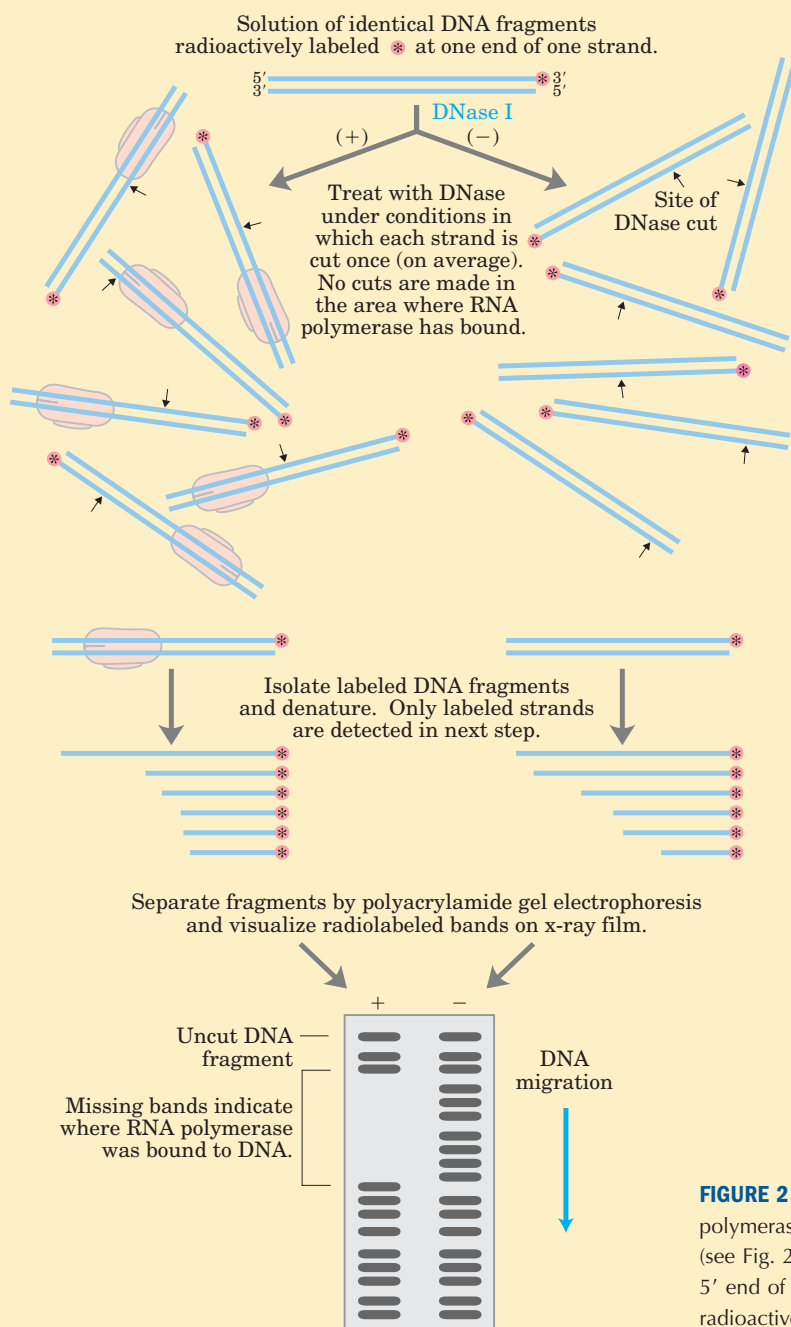 Solution of identical DNA fragments
radioactively labeled * at one end of one strand.
5′ * 3′
3′ 5′
DNase I
(+) (−)
Treat with DNase
under conditions in
which each strand is
cut once (on average).
No cuts are made in
the area where RNA
polymerase has bound.
Site of
DNase cut
Isolate labeled DNA fragments
and denature. Only labeled strands
are detected in next step.
Separate fragments by polyacrylamide gel electrophoresis
and visualize radiolabeled bands on x-ray film.
+ −
Uncut DNA
fragment
Missing bands indicate
where RNA polymerase
was bound to DNA.
DNA
migration
FIGURE 2
polymeras
(see Fig. 2
5′ end of
radioactive